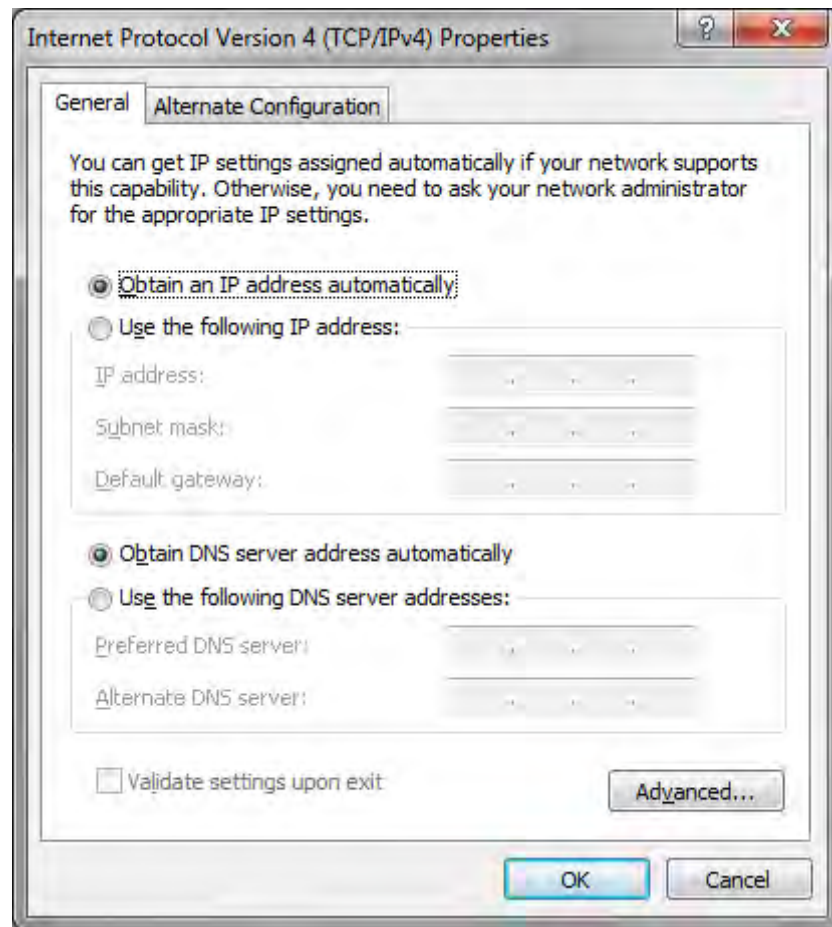 Internet Protocol Version 4 (TCP/IPv4) Properties
General
Alternate Configuration
You can get IP settings assigned automatically if your network supports
this capability. Otherwise, you need to ask your network administrator
for the appropriate IP settings.
Obtain an IP address automatically
Use the following IP address:
IP address:
Subnet mask:
Default gateway:
Obtain DNS server address automatically
Use the following DNS server addresses:
Preferred DNS server:
Alternate DNS server:
Validate settings upon exit
Advanced...
OK
Cancel